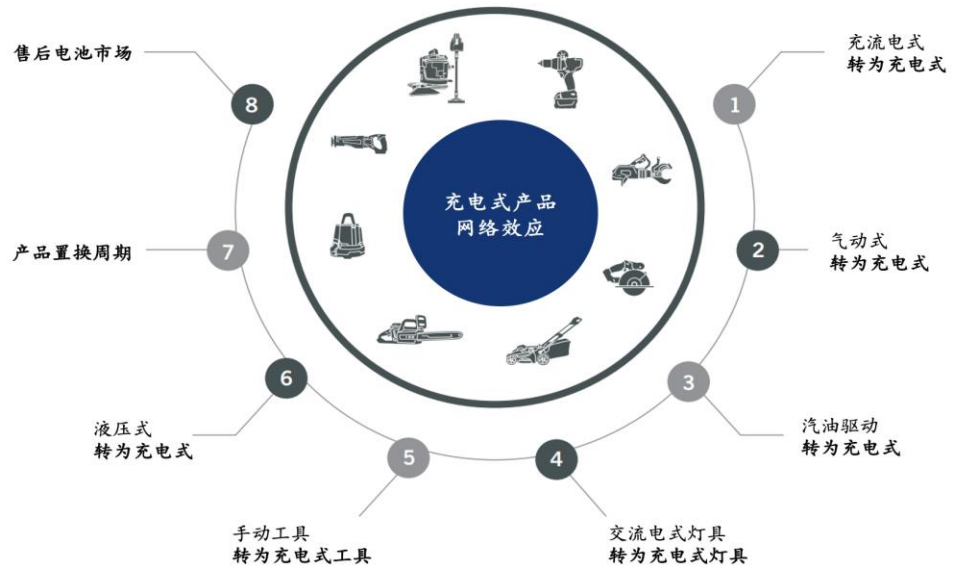 充电式产品
网络效应
1
充流电式
转为充电式
2
气动式
转为充电式
3
汽油驱动
转为充电式
4
交流电式灯具
转为充电式灯具
5
手动工具
转为充电式工具
6
液压式
转为充电式
7
产品置换周期
8
售后电池市场